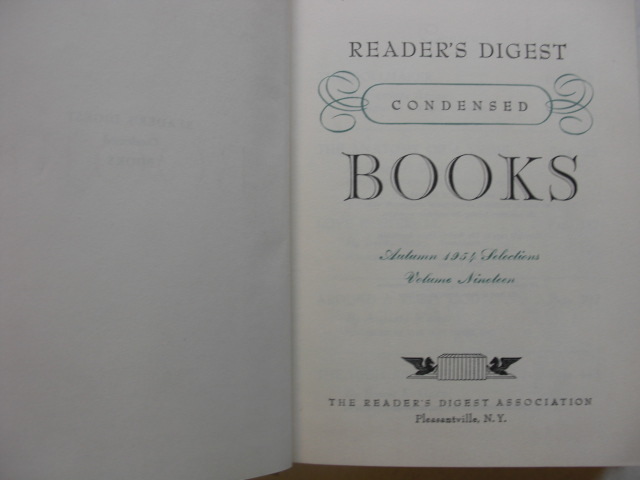 READER'S DIGEST
CONDENSED
BOOKS
Autumn 1954 Selections
Volume Nineteen
THE READER'S DIGEST ASSOCIATION
Pleasantville, N.Y.